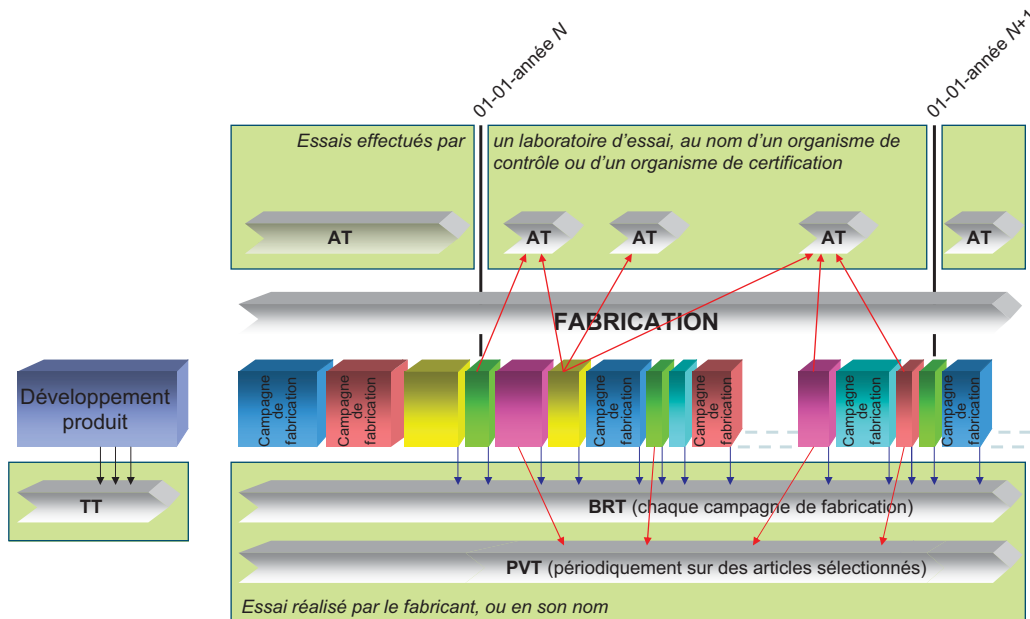 01-01-année N
01-01-année N+1
Essais effectués par
un laboratoire d'essai, au nom d'un organisme de
contrôle ou d'un organisme de certification
AT
AT
AT
AT
AT
FABRICATION
Développement
produit
Campagne
de
fabrication
Campagne
de
fabrication
Campagne
de
fabrication
Campagne
de
fabrication
Campagne
de
fabrication
Campagne
de
fabrication
TT
BRT (chaque campagne de fabrication)
PVT (périodiquement sur des articles sélectionnés)
Essai réalisé par le fabricant, ou en son nom